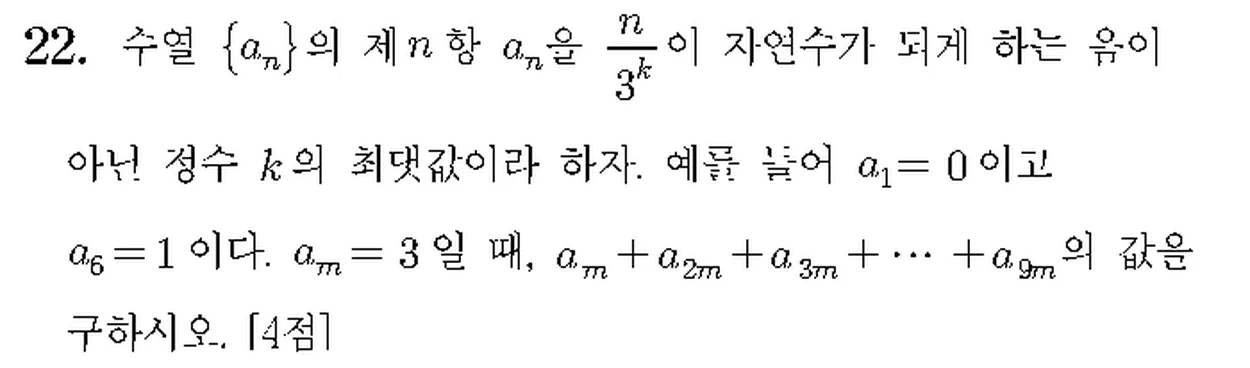 22. 수열 {aₙ}의 제 n 항 aₙ을 n/3ᵏ 이 자연수가 되게 하는 음이
아닌 정수 k의 최댓값이라 하자. 예를 들어 a₁ = 0 이고
a₆ = 1 이다. aₘ = 3 일 때, aₘ + a₂ₘ + a₃ₘ + ⋯ + a₉ₘ의 값을
구하시오. [4점]